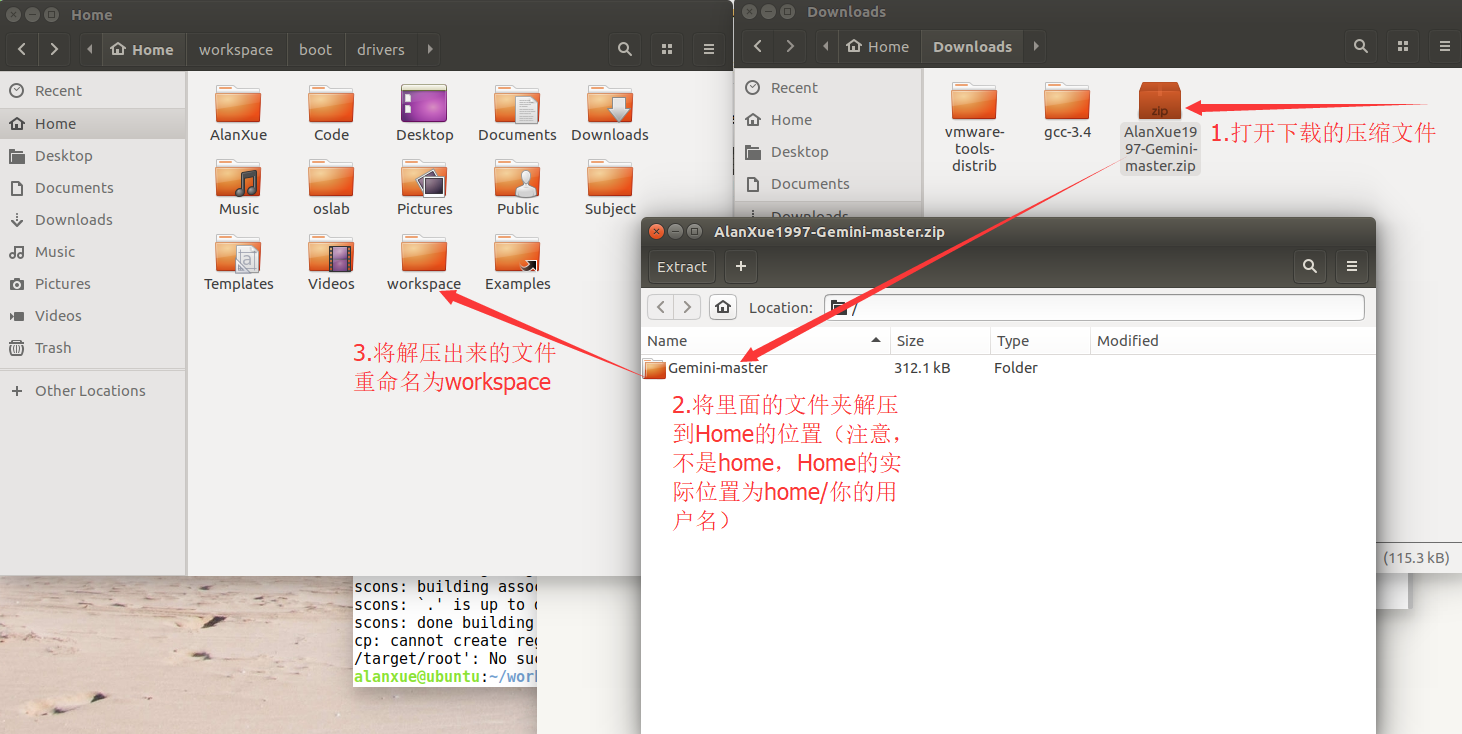 Home
Home
workspace
boot
drivers
Recent
Home
Desktop
Documents
Downloads
Music
Pictures
Videos
Trash
Other Locations
AlanXue
Code
Desktop
Documents
Downloads
Music
oslab
Pictures
Public
Subject
Templates
Videos
workspace
Examples
3.将解压出来的文件
重命名为workspace
Downloads
Home
Downloads
Recent
Home
Desktop
Documents
Downloads
vmware-
tools-
distrib
gcc-3.4
zip
AlanXue19
97-Gemini-
master.zip
1.打开下载的压缩文件
AlanXue1997-Gemini-master.zip
Extract
Location:
/
Name
Size
Type
Modified
Gemini-master
312.1 kB
Folder
2.将里面的文件夹解压
到Home的位置（注意，
不是home，Home的实
际位置为home/你的用
户名）
(115.3 kB)
scons: building asso
scons: `.' is up to
scons: done building
cp: cannot create reg
/target/root': No suc
alanxue@ubuntu:~/work